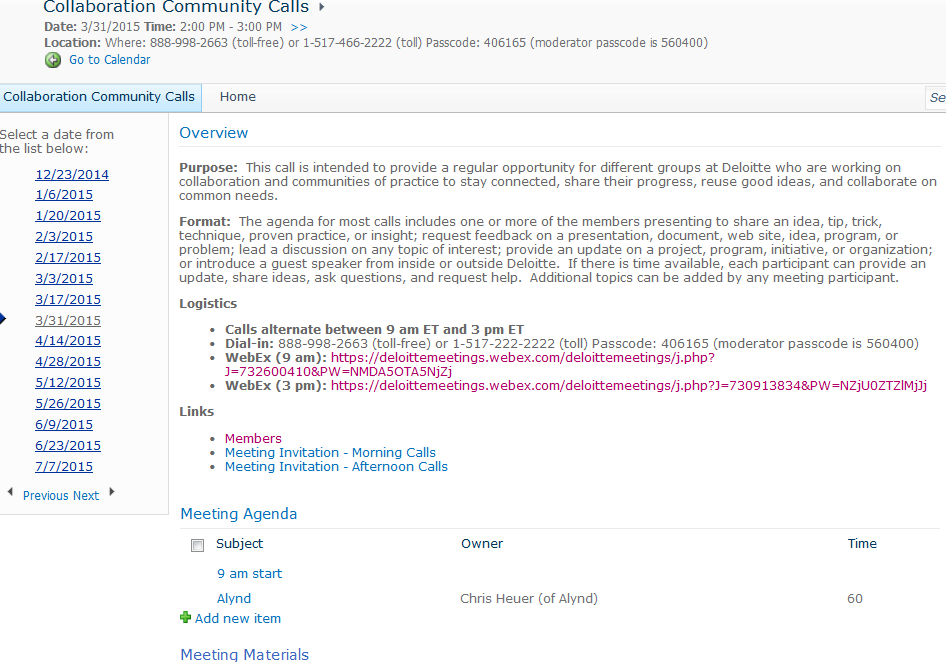 Collaboration Community Calls
Date: 3/31/2015 Time: 2:00 PM - 3:00 PM >>
Location: Where: 888-998-2663 (toll-free) or 1-517-466-2222 (toll) Passcode: 406165 (moderator passcode is 560400)
Go to Calendar
Collaboration Community Calls
Home
Se
Select a date from
the list below:
12/23/2014
1/6/2015
1/20/2015
2/3/2015
2/17/2015
3/3/2015
3/17/2015
3/31/2015
4/14/2015
4/28/2015
5/12/2015
5/26/2015
6/9/2015
6/23/2015
7/7/2015
Previous Next
Overview
Purpose: This call is intended to provide a regular opportunity for different groups at Deloitte who are working on
collaboration and communities of practice to stay connected, share their progress, reuse good ideas, and collaborate on
common needs.
Format: The agenda for most calls includes one or more of the members presenting to share an idea, tip, trick,
technique, proven practice, or insight; request feedback on a presentation, document, web site, idea, program, or
problem; lead a discussion on any topic of interest; provide an update on a project, program, initiative, or organization;
or introduce a guest speaker from inside or outside Deloitte. If there is time available, each participant can provide an
update, share ideas, ask questions, and request help. Additional topics can be added by any meeting participant.
Logistics
• Calls alternate between 9 am ET and 3 pm ET
• Dial-in: 888-998-2663 (toll-free) or 1-517-222-2222 (toll) Passcode: 406165 (moderator passcode is 560400)
• WebEx (9 am): https://deloittemeetings.webex.com/deloittemeetings/j.php?
J=732600410&PW=NMDA5OTA5NjZj
• WebEx (3 pm): https://deloittemeetings.webex.com/deloittemeetings/j.php?J=730913834&PW=NZjU0ZTZlMjJj
Links
• Members
• Meeting Invitation - Morning Calls
• Meeting Invitation - Afternoon Calls
Meeting Agenda
Subject Owner Time
9 am start
Alynd Chris Heuer (of Alynd) 60
Add new item
Meeting Materials